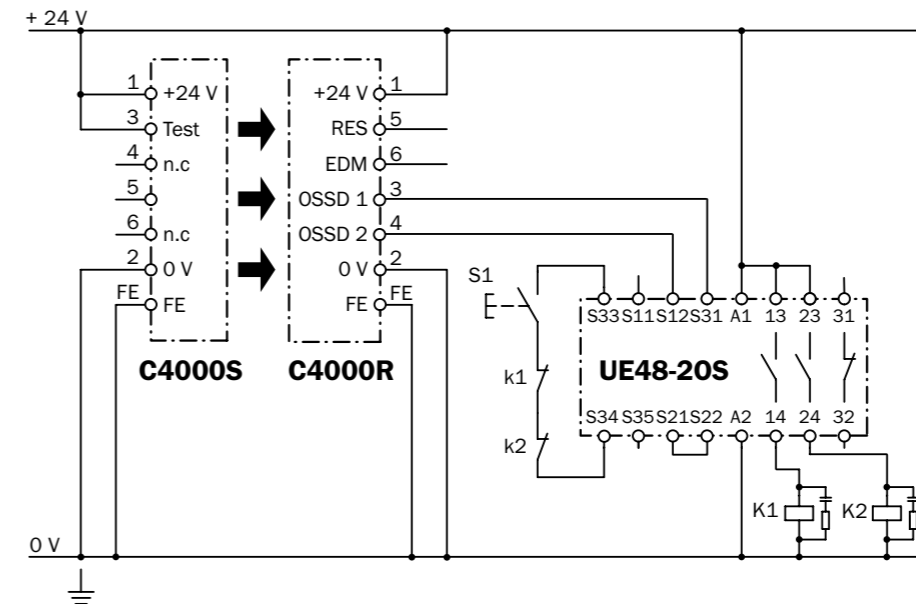 + 24 V
1 +24 V
3 Test
4 n.c
5
6 n.c
2 0 V
FE FE
C4000S
+24 V 1
RES 5
EDM 6
OSSD 1 3
OSSD 2 4
0 V 2
FE FE
C4000R
S1
k1
k2
S33 S11 S12 S31 A1 13 23 31
UE48-2OS
S34 S35 S21 S22 A2 14 24 32
K1 K2
0 V